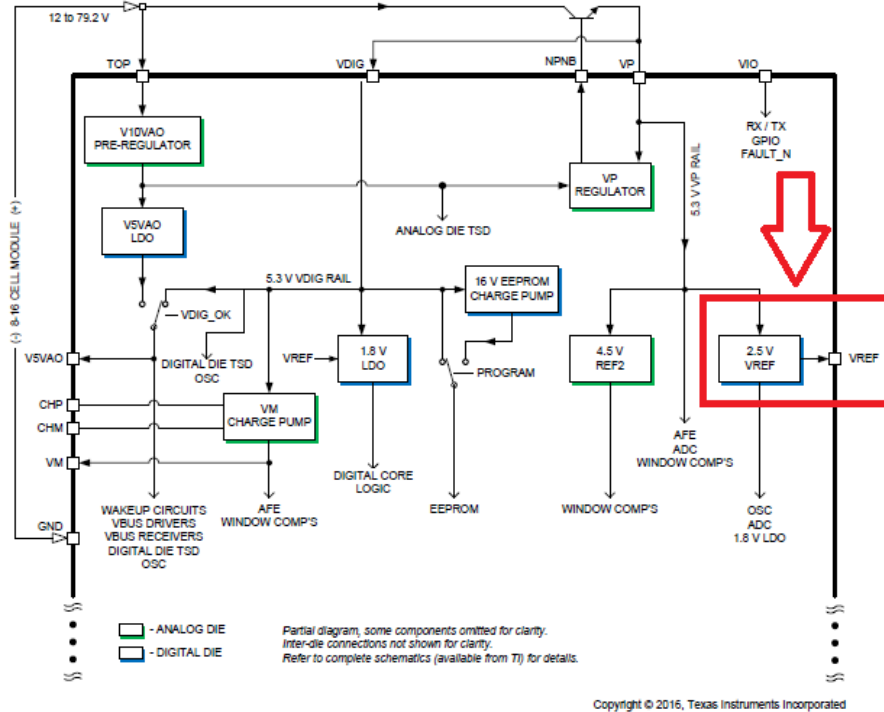 12 to 79.2 V
TOP
VDIG
NPNB
VP
VIO
V10VAO
PRE-REGULATOR
RX / TX
GPIO
FAULT_N
VP
REGULATOR
5.3 V VP RAIL
(-) 8-16 CELL MODULE (+)
V5VAO
LDO
ANALOG DIE TSD
5.3 V VDIG RAIL
16 V EEPROM
CHARGE PUMP
VDIG_OK
V5VAO
DIGITAL DIE TSD
OSC
VREF
1.8 V
LDO
PROGRAM
4.5 V
REF2
2.5 V
VREF
VREF
CHP
CHM
VM
CHARGE PUMP
VM
AFE
ADC
WINDOW COMP'S
DIGITAL CORE
LOGIC
GND
WAKEUP CIRCUITS
VBUS DRIVERS
VBUS RECEIVERS
DIGITAL DIE TSD
OSC
AFE
WINDOW COMP'S
EEPROM
WINDOW COMP'S
OSC
ADC
1.8 V LDO
- ANALOG DIE
- DIGITAL DIE
Partial diagram, some components omitted for clarity.
Inter-die connections not shown for clarity.
Refer to complete schematics (available from TI) for details.
Copyright © 2016, Texas Instruments Incorporated